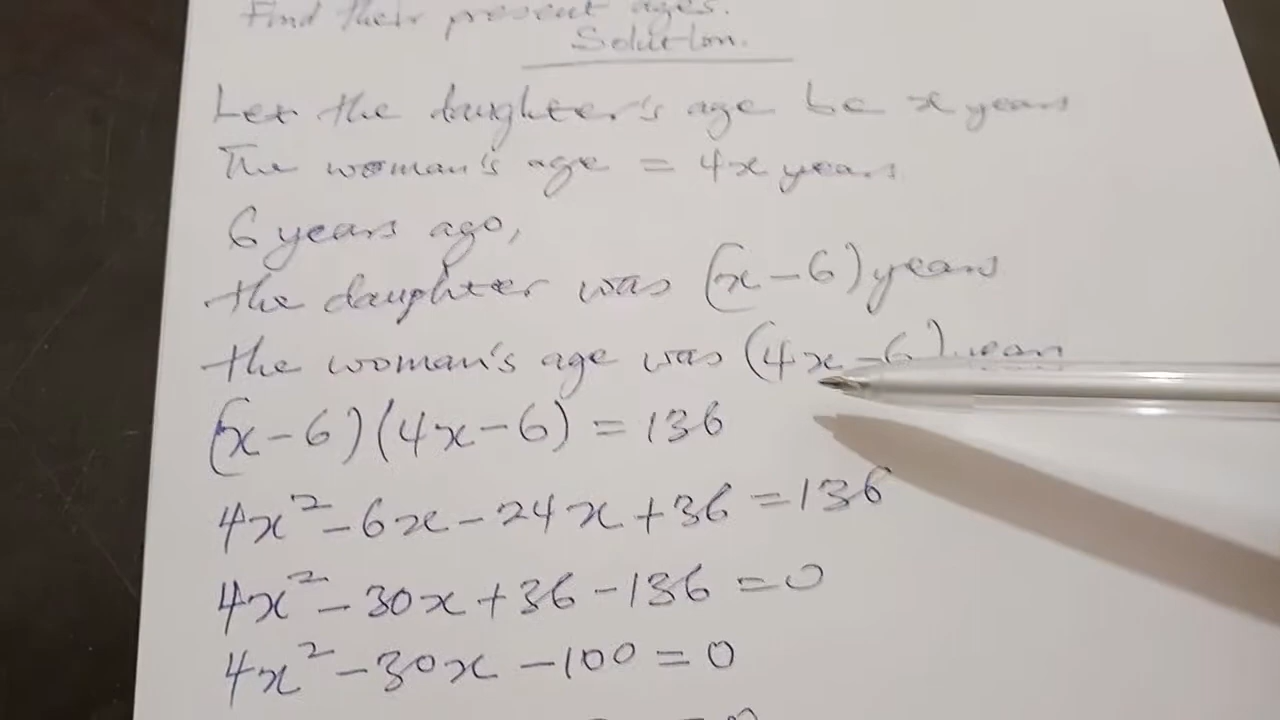 Find their present ages.
Solution.
Let the daughter's age be x years
The woman's age = 4x years.
6 years ago,
the daughter was (x-6) years
the woman's age was (4x-6) years
(x-6)(4x-6) = 136
4x²-6x-24x+36=136
4x²-30x+36-136=0
4x²-30x-100=0